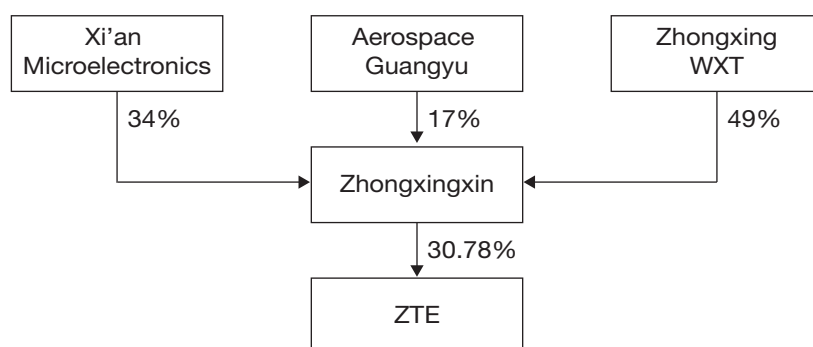 Xi’an
Microelectronics
Aerospace
Guangyu
Zhongxing
WXT
34%
17%
49%
Zhongxingxin
30.78%
ZTE